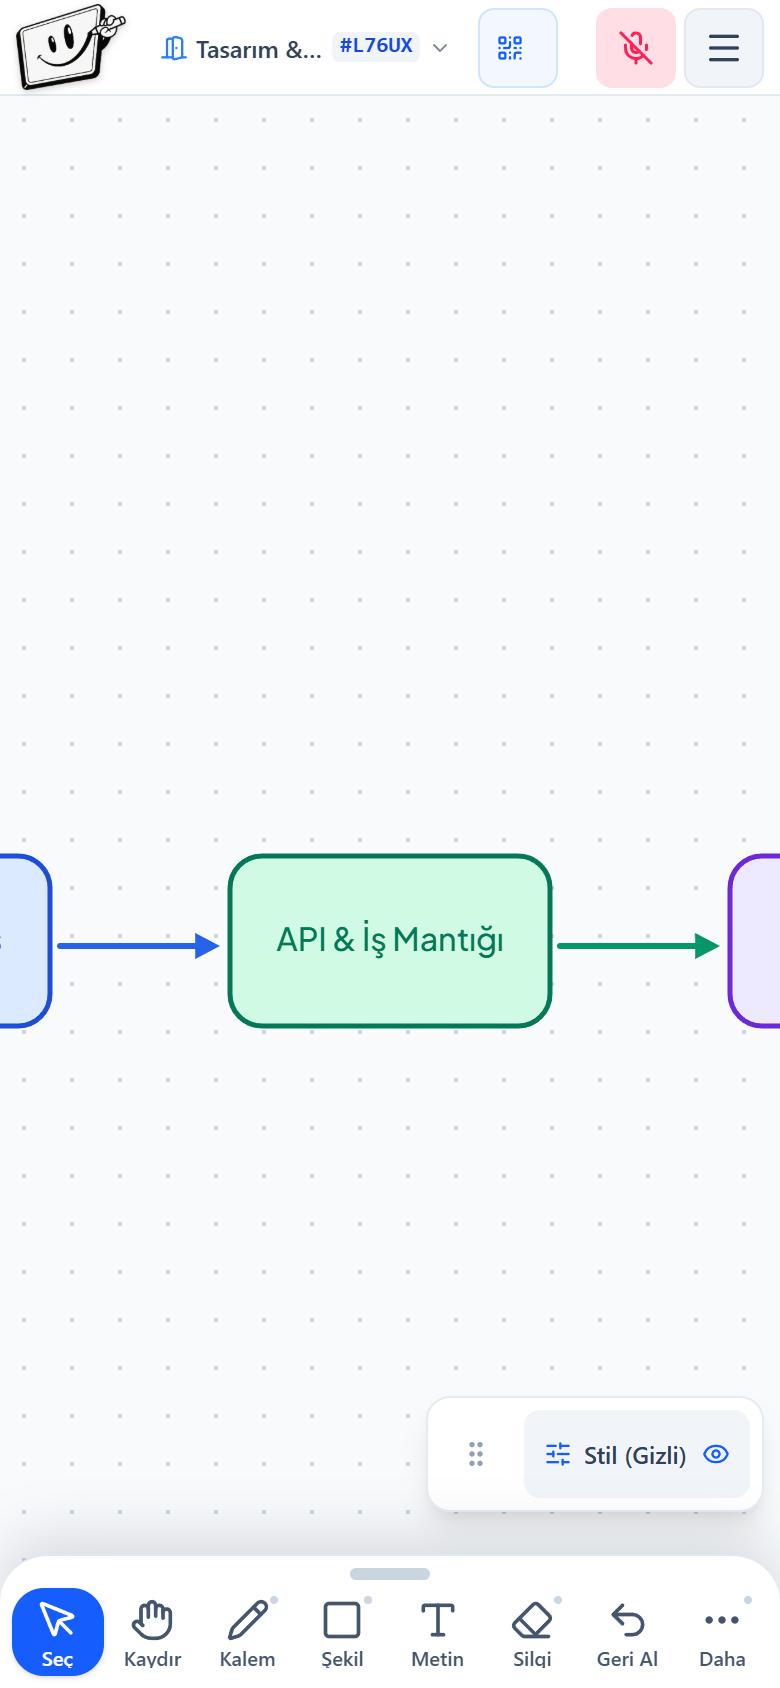 Tasarım &...
#L76UX
API & İş Mantığı
Stil (Gizli)
Seç
Kaydır
Kalem
Şekil
Metin
Silgi
Geri Al
Daha